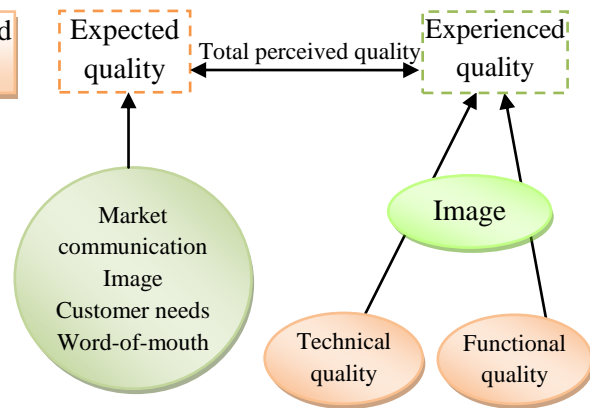 Expected
quality
Total perceived quality
Experienced
quality
Market
communication
Image
Customer needs
Word-of-mouth
Image
Technical
quality
Functional
quality